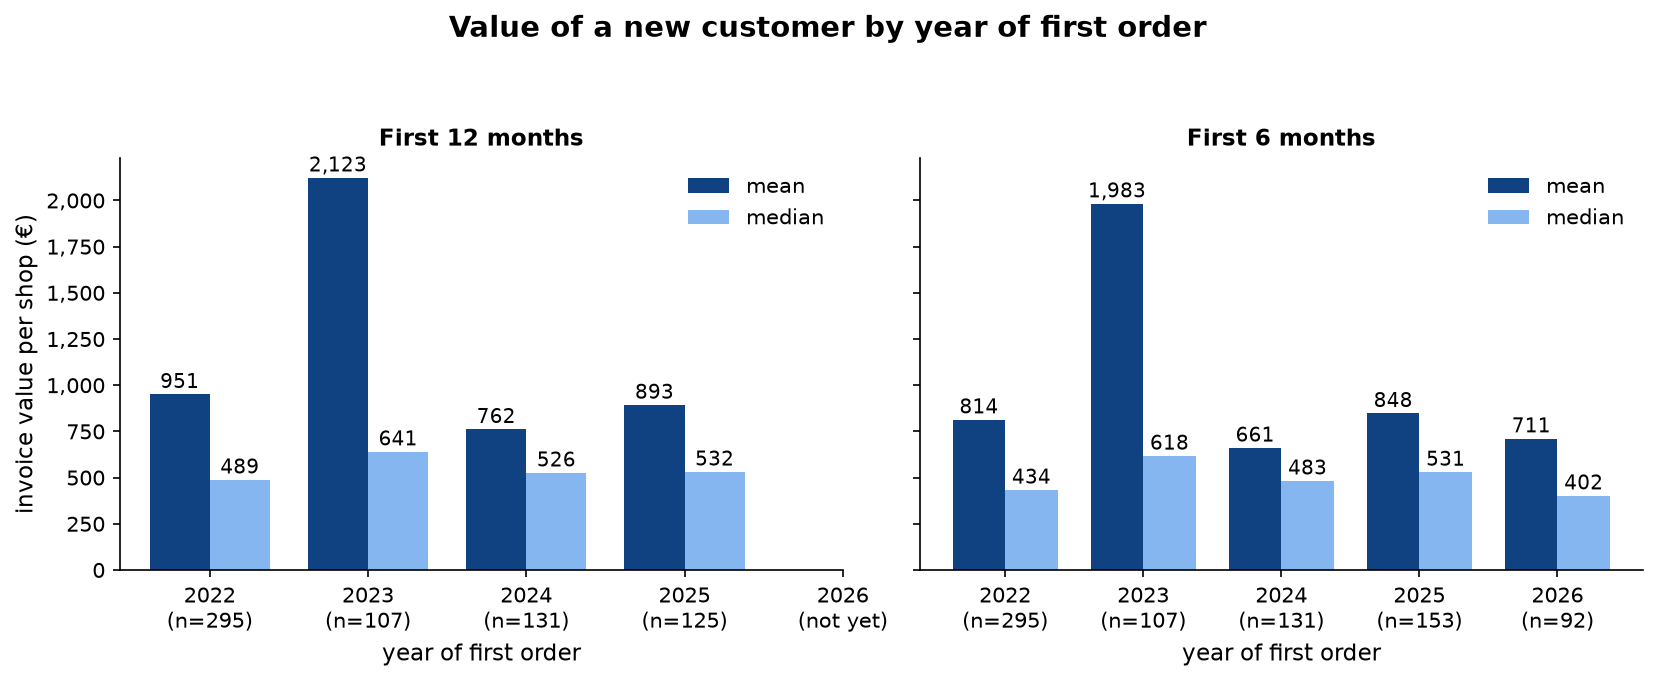 Value of a new customer by year of first order
First 12 months
mean
median
invoice value per shop (€)
2,000
1,750
1,500
1,250
1,000
750
500
250
0
951
489
2,123
641
762
526
893
532
2022
(n=295)
2023
(n=107)
2024
(n=131)
2025
(n=125)
2026
(not yet)
year of first order
First 6 months
mean
median
814
434
1,983
618
661
483
848
531
711
402
2022
(n=295)
2023
(n=107)
2024
(n=131)
2025
(n=153)
2026
(n=92)
year of first order